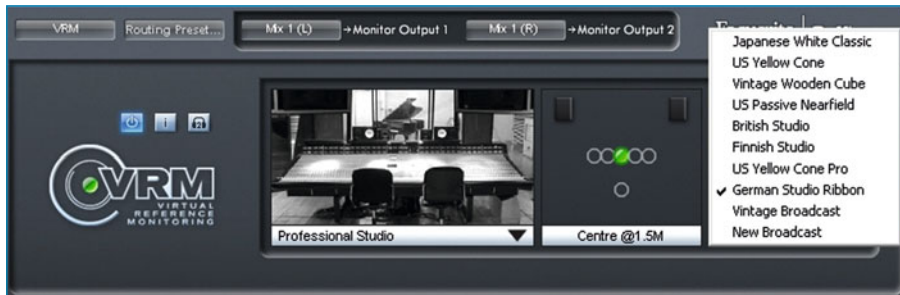 VRM
Routing Preset...
Mix 1 (L)
→Monitor Output 1
Mix 1 (R)
→Monitor Output 2
Japanese White Classic
US Yellow Cone
Vintage Wooden Cube
US Passive Nearfield
British Studio
Finnish Studio
US Yellow Cone Pro
✓ German Studio Ribbon
Vintage Broadcast
New Broadcast
i
VRM
VIRTUAL
REFERENCE
MONITORING
Professional Studio
Centre @1.5M